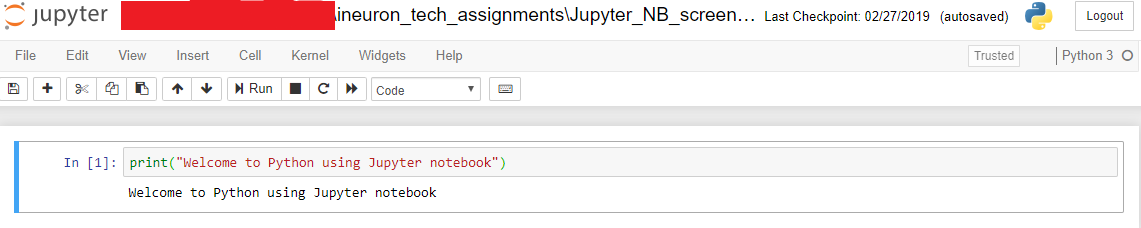 jupyter \ineuron_tech_assignments\Jupyter_NB_screen… Last Checkpoint: 02/27/2019 (autosaved) Logout
File Edit View Insert Cell Kernel Widgets Help Trusted Python 3
Run Code
In [1]: print("Welcome to Python using Jupyter notebook")
Welcome to Python using Jupyter notebook